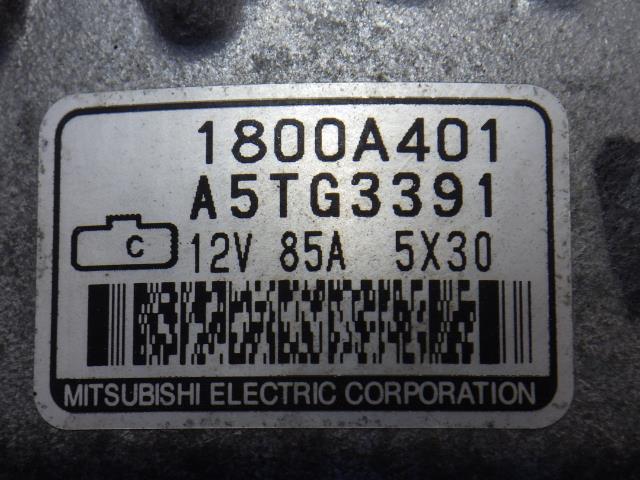 1800A401
A5TG3391
C 12V 85A 5X30
MITSUBISHI ELECTRIC CORPORATION